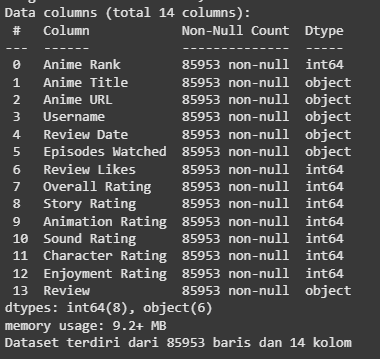 Data columns (total 14 columns):
 #   Column             Non-Null Count  Dtype
---  ------             --------------  -----
 0   Anime Rank         85953 non-null  int64
 1   Anime Title        85953 non-null  object
 2   Anime URL          85953 non-null  object
 3   Username           85953 non-null  object
 4   Review Date        85953 non-null  object
 5   Episodes Watched   85953 non-null  object
 6   Review Likes       85953 non-null  int64
 7   Overall Rating     85953 non-null  int64
 8   Story Rating       85953 non-null  int64
 9   Animation Rating   85953 non-null  int64
 10  Sound Rating       85953 non-null  int64
 11  Character Rating   85953 non-null  int64
 12  Enjoyment Rating   85953 non-null  int64
 13  Review             85953 non-null  object
dtypes: int64(8), object(6)
memory usage: 9.2+ MB
Dataset terdiri dari 85953 baris dan 14 kolom